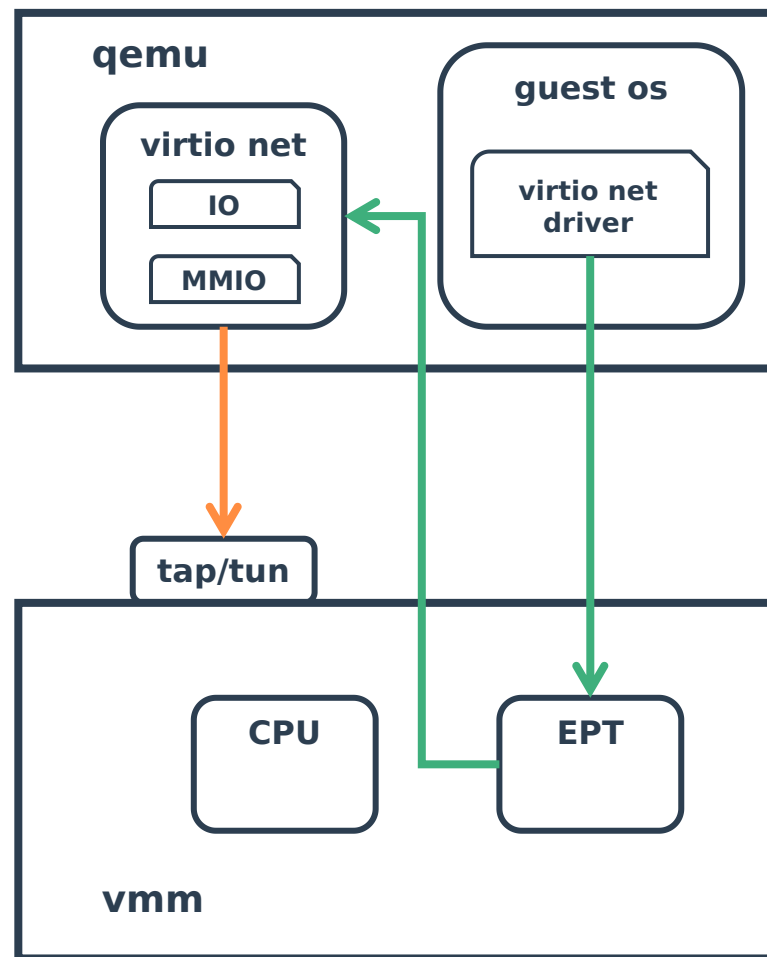 qemu
guest os
virtio net
IO
MMIO
virtio net
driver
tap/tun
CPU
EPT
vmm